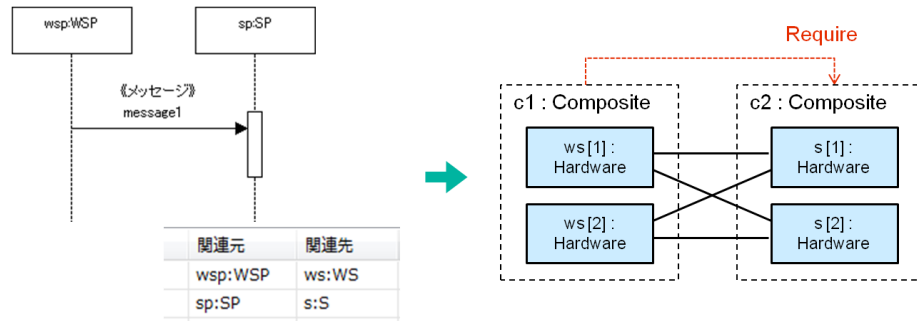 wsp:WSP
sp:SP
《メッセージ》
message1
関連元 関連先
wsp:WSP ws:WS
sp:SP s:S
Require
c1 : Composite
c2 : Composite
ws[1] :
Hardware
s[1] :
Hardware
ws[2] :
Hardware
s[2] :
Hardware